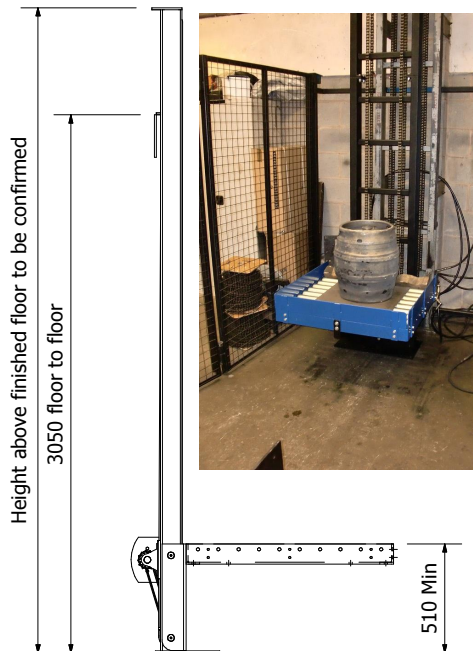 Height above finished floor to be confirmed
3050 floor to floor
510 Min